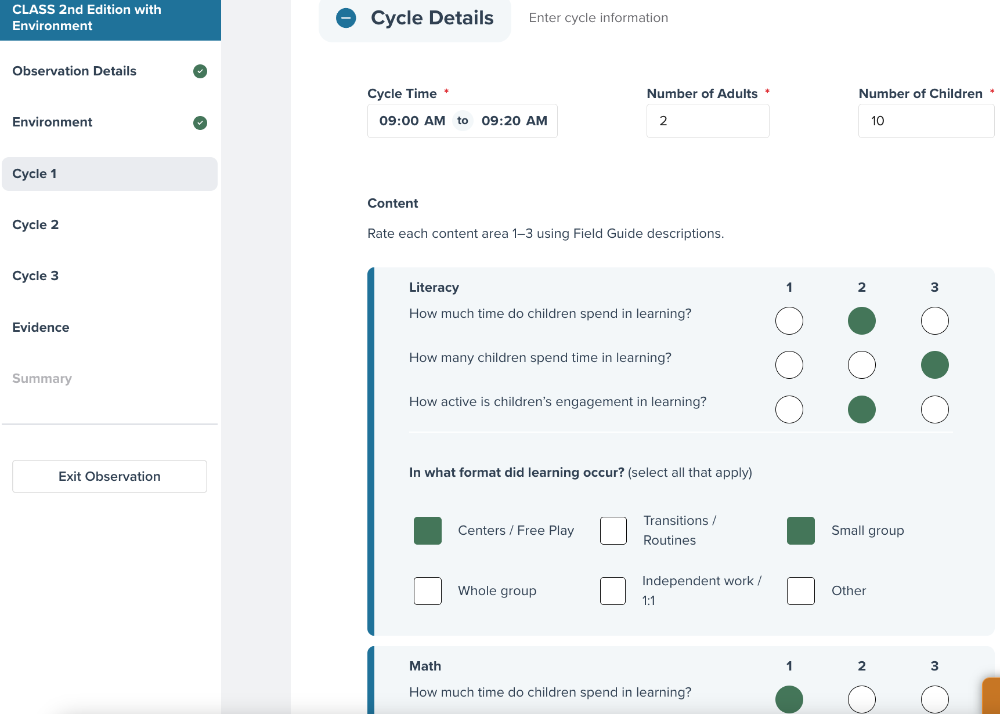 CLASS 2nd Edition with
Environment
Observation Details
Environment
Cycle 1
Cycle 2
Cycle 3
Evidence
Summary
Exit Observation
Cycle Details
Enter cycle information
Cycle Time *
09:00 AM to 09:20 AM
Number of Adults *
2
Number of Children *
10
Content
Rate each content area 1–3 using Field Guide descriptions.
Literacy 1 2 3
How much time do children spend in learning?
How many children spend time in learning?
How active is children’s engagement in learning?
In what format did learning occur? (select all that apply)
Centers / Free Play
Transitions /
Routines
Small group
Whole group
Independent work /
1:1
Other
Math 1 2 3
How much time do children spend in learning?